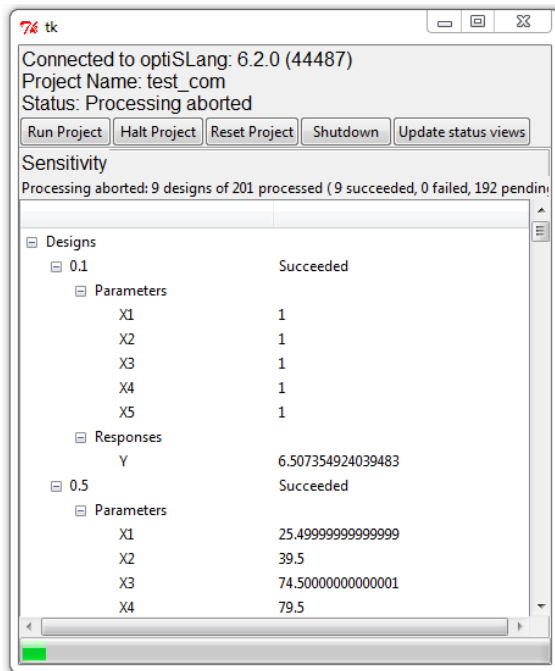 tk
Connected to optiSLang: 6.2.0 (44487)
Project Name: test_com
Status: Processing aborted
Run Project Halt Project Reset Project Shutdown Update status views
Sensitivity
Processing aborted: 9 designs of 201 processed ( 9 succeeded, 0 failed, 192 pending
Designs
0.1 Succeeded
Parameters
X1 1
X2 1
X3 1
X4 1
X5 1
Responses
Y 6.507354924039483
0.5 Succeeded
Parameters
X1 25.49999999999999
X2 39.5
X3 74.50000000000001
X4 79.5